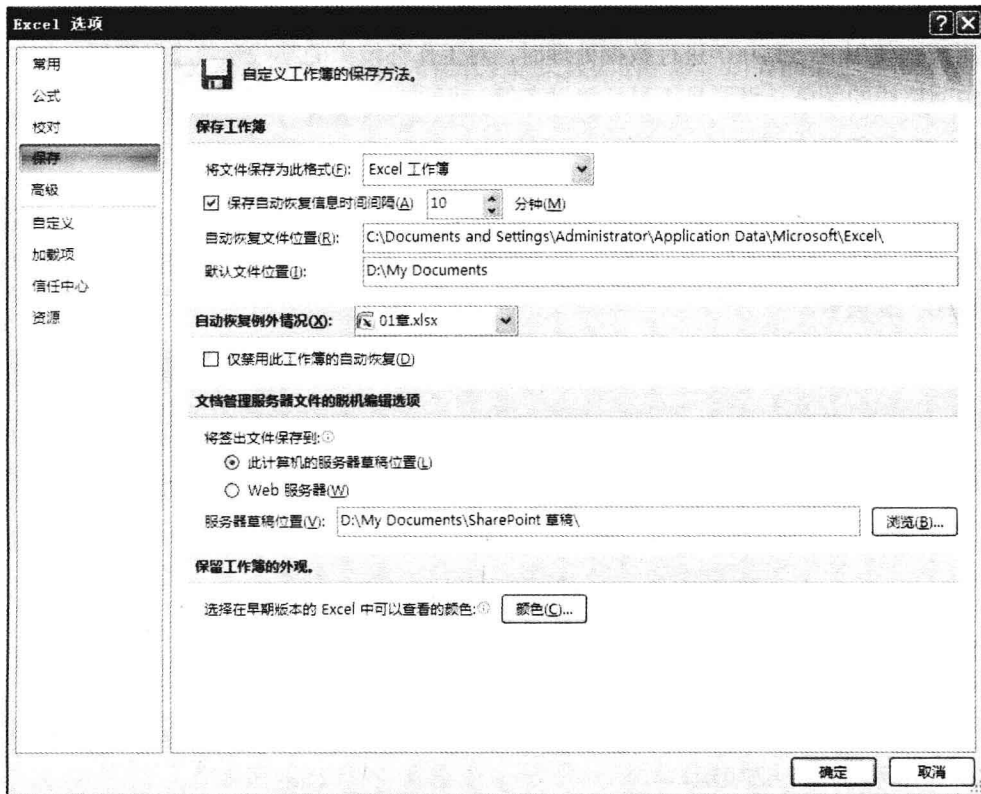 Excel 选项
常用
公式
校对
保存
高级
自定义
加载项
信任中心
资源
自定义工作簿的保存方法。
保存工作簿
将文件保存为此格式(F): Excel 工作簿
保存自动恢复信息时间间隔(A) 10 分钟(M)
自动恢复文件位置(R): C:\Documents and Settings\Administrator\Application Data\Microsoft\Excel\
默认文件位置(I): D:\My Documents
自动恢复例外情况(X): 01章.xlsx
仅禁用此工作簿的自动恢复(D)
文档管理服务器文件的脱机编辑选项
将签出文件保存到:
此计算机的服务器草稿位置(L)
Web 服务器(W)
服务器草稿位置(V): D:\My Documents\SharePoint 草稿\ 浏览(B)...
保留工作簿的外观。
选择在早期版本的 Excel 中可以查看的颜色: 颜色(C)...
确定 取消